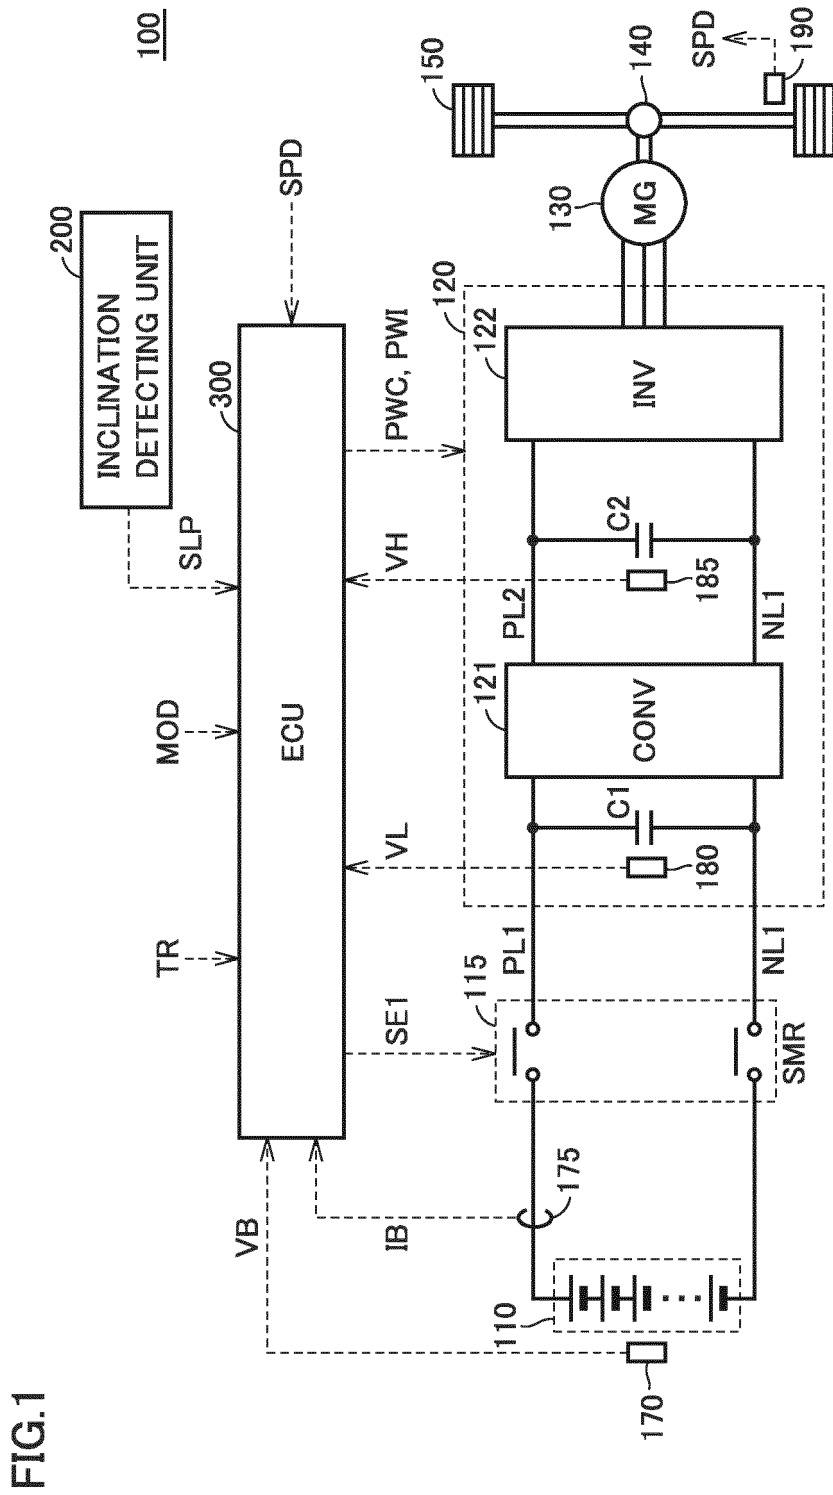 FIG.1
100
INCLINATION
DETECTING UNIT
200
SLP
MOD
TR
SPD
300
ECU
VB
IB
SE1
VL
VH
PWC, PWI
120
110
170
175
115
SMR
PL1
NL1
C1
180
121
CONV
PL2
NL1
C2
185
122
INV
130
MG
140
150
SPD
190